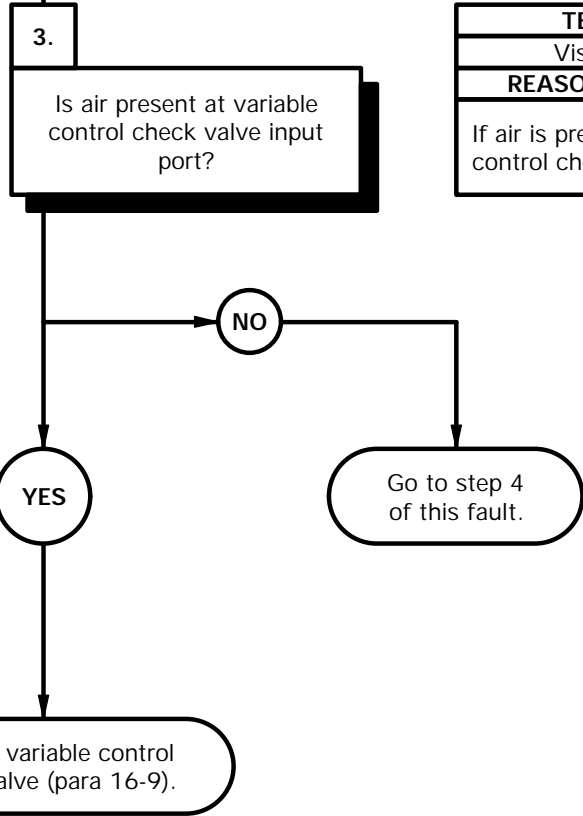 3.
Is air present at variable
control check valve input
port?
TE
Vis
REASO
If air is pre
control che
NO
YES
Go to step 4
of this fault.
variable control
alve (para 16-9).